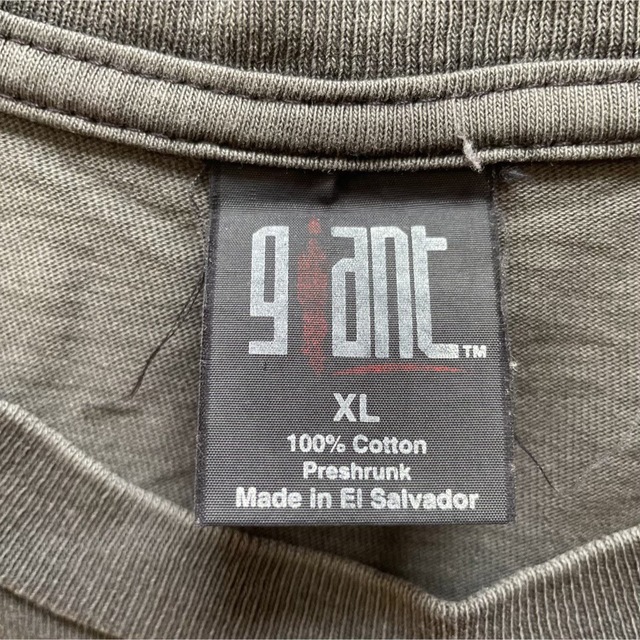 giant™
XL
100% Cotton
Preshrunk
Made in El Salvador